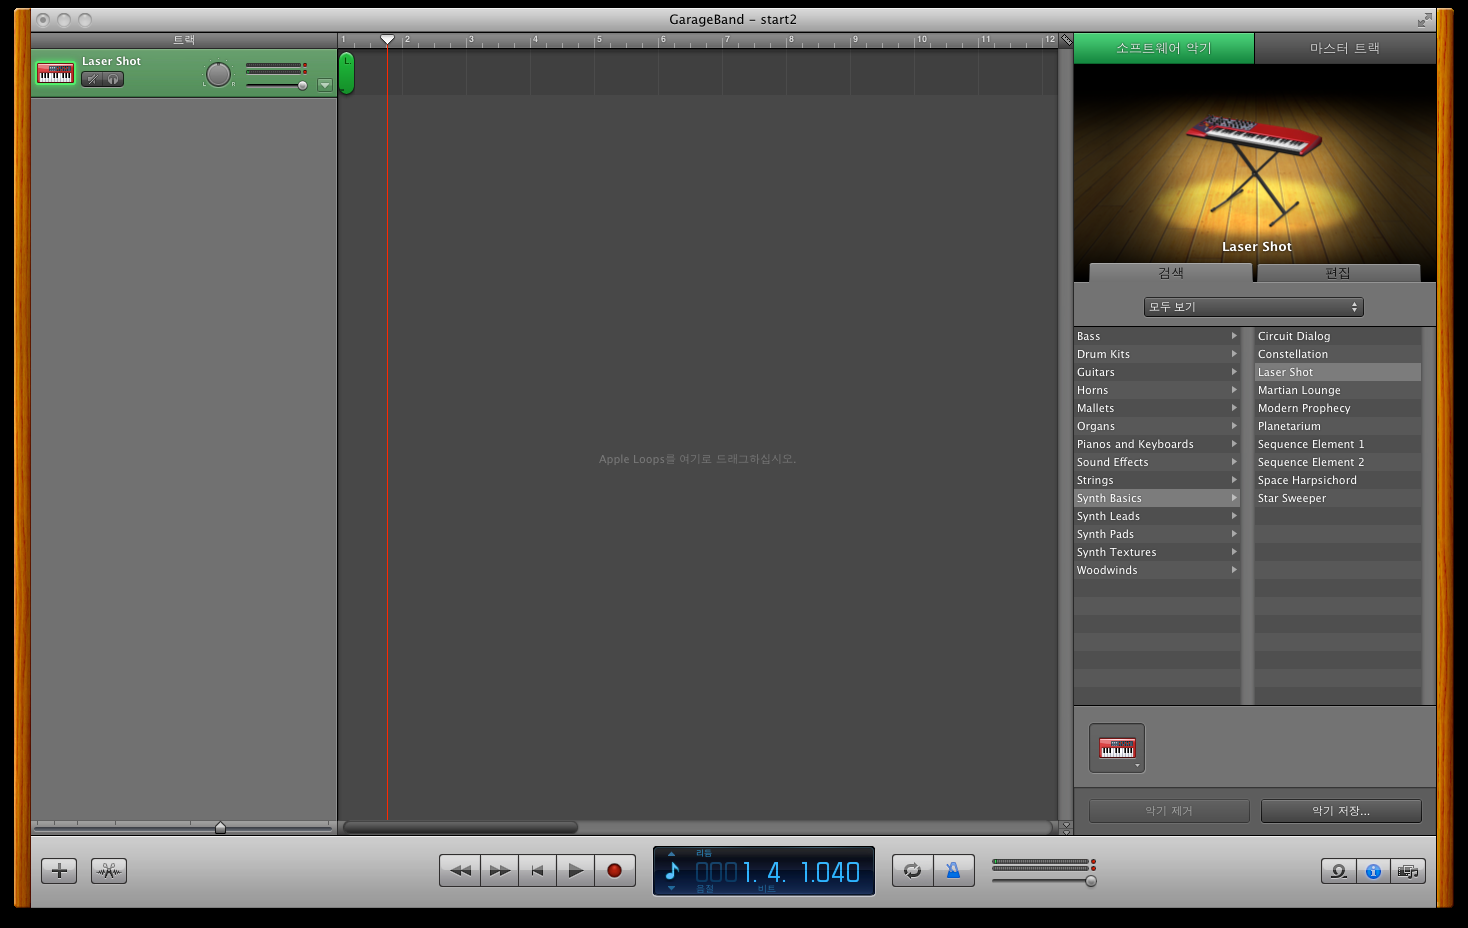 GarageBand – start2
트랙
1 2 3 4 5 6 7 8 9 10 11 12
소프트웨어 악기
마스터 트랙
Laser Shot
L R
L
Laser Shot
검색
편집
모두 보기
Bass
Drum Kits
Guitars
Horns
Mallets
Organs
Pianos and Keyboards
Sound Effects
Strings
Synth Basics
Synth Leads
Synth Pads
Synth Textures
Woodwinds
Circuit Dialog
Constellation
Laser Shot
Martian Lounge
Modern Prophecy
Planetarium
Sequence Element 1
Sequence Element 2
Space Harpsichord
Star Sweeper
Apple Loops를 여기로 드래그하십시오.
악기 제거
악기 저장...
리듬
0001. 4. 1.040
음절 비트